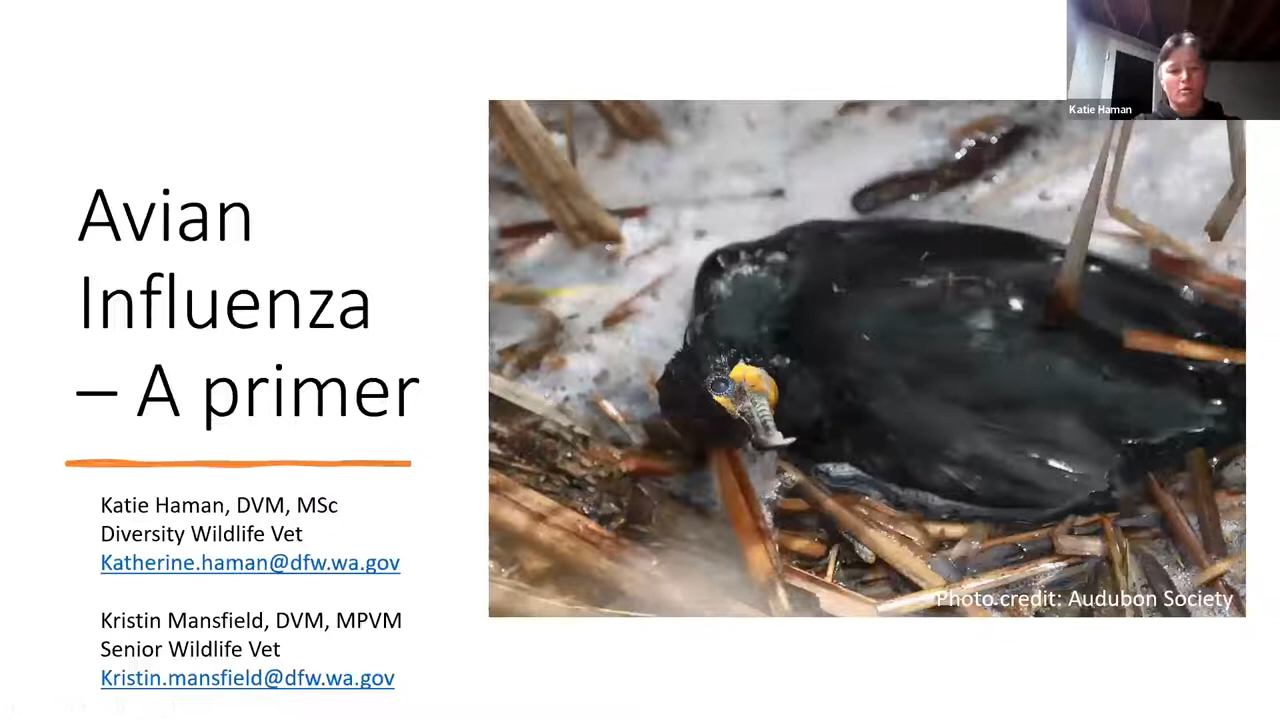 Katie Haman
Avian
Influenza
– A primer
Katie Haman, DVM, MSc
Diversity Wildlife Vet
Katherine.haman@dfw.wa.gov
Kristin Mansfield, DVM, MPVM
Senior Wildlife Vet
Kristin.mansfield@dfw.wa.gov
Photo credit: Audubon Society